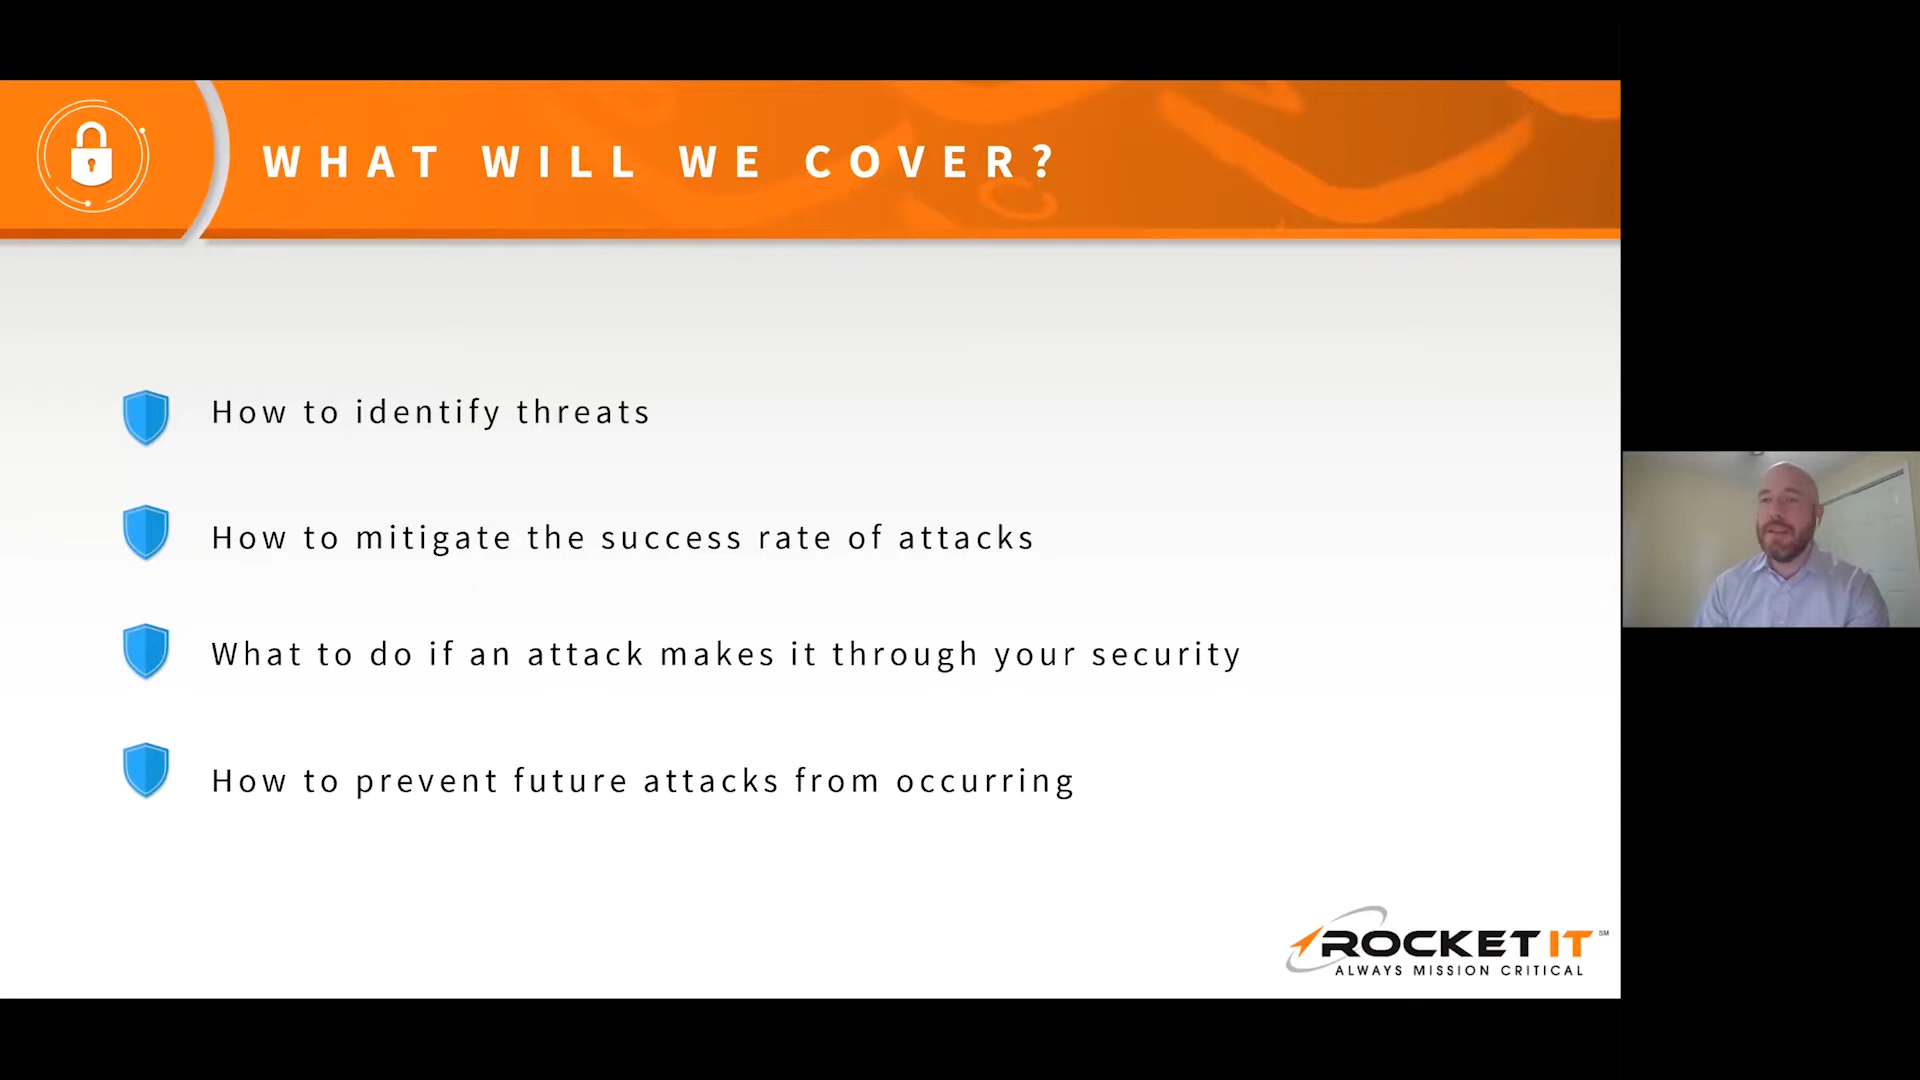 WHAT WILL WE COVER?
How to identify threats
How to mitigate the success rate of attacks
What to do if an attack makes it through your security
How to prevent future attacks from occurring
ROCKET IT SM
ALWAYS MISSION CRITICAL